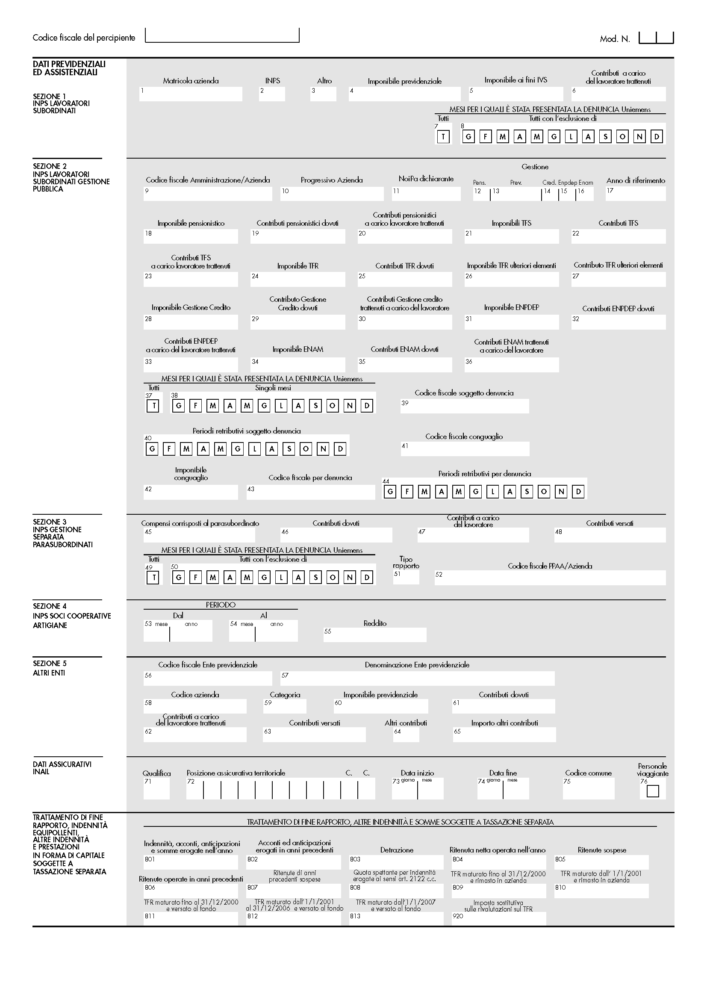 Codice fiscale del percipiente
Mod. N.
DATI PREVIDENZIALI
ED ASSISTENZIALI
SEZIONE 1
INPS LAVORATORI
SUBORDINATI
Matricola azienda INPS Altro Imponibile previdenziale Imponibile ai fini IVS Contributi a carico
del lavoratore trattenuti
1 2 3 4 5 6
MESI PER I QUALI È STATA PRESENTATA LA DENUNCIA Uniemens
Tutti Tutti con l'esclusione di
7 8
T G F M A M G L A S O N D
SEZIONE 2
INPS LAVORATORI
SUBORDINATI GESTIONE
PUBBLICA
Gestione
Codice fiscale Amministrazione/Azienda Progressivo Azienda NoiPa dichiarante Pens. Prev. Cred. Enpdep Enam Anno di riferimento
9 10 11 12 13 14 15 16 17
Imponibile pensionistico Contributi pensionistici dovuti Contributi pensionistici
a carico lavoratore trattenuti Imponibili TFS Contributi TFS
18 19 20 21 22
Contributi TFS
a carico lavoratore trattenuti Imponibile TFR Contributi TFR dovuti Imponibile TFR ulteriori elementi Contributo TFR ulteriori elementi
23 24 25 26 27
Imponibile Gestione Credito Contributo Gestione
Credito dovuti Contributi Gestione credito
trattenuti a carico del lavoratore Imponibile ENPDEP Contributi ENPDEP dovuti
28 29 30 31 32
Contributi ENPDEP
a carico del lavoratore trattenuti Imponibile ENAM Contributi ENAM dovuti Contributi ENAM trattenuti
a carico del lavoratore
33 34 35 36
MESI PER I QUALI È STATA PRESENTATA LA DENUNCIA Uniemens
Tutti Singoli mesi
37 38
T G F M A M G L A S O N D
Codice fiscale soggetto denuncia
39
Periodi retributivi soggetto denuncia
40
G F M A M G L A S O N D
Codice fiscale conguaglio
41
Imponibile
conguaglio
42
Codice fiscale per denuncia
43
Periodi retributivi per denuncia
44
G F M A M G L A S O N D
SEZIONE 3
INPS GESTIONE
SEPARATA
PARASUBORDINATI
Compensi corrisposti al parasubordinato Contributi dovuti Contributi a carico
del lavoratore Contributi versati
45 46 47 48
MESI PER I QUALI È STATA PRESENTATA LA DENUNCIA Uniemens
Tutti Tutti con l'esclusione di
49 50
T G F M A M G L A S O N D
Tipo
rapporto
51
Codice fiscale PPAA/Azienda
52
SEZIONE 4
INPS SOCI COOPERATIVE
ARTIGIANE
PERIODO
Dal Al
53 mese anno 54 mese anno
Reddito
55
SEZIONE 5
ALTRI ENTI
Codice fiscale Ente previdenziale Denominazione Ente previdenziale
56 57
Codice azienda Categoria Imponibile previdenziale Contributi dovuti
58 59 60 61
Contributi a carico
del lavoratore trattenuti Contributi versati Altri contributi Importo altri contributi
62 63 64 65
DATI ASSICURATIVI
INAIL
Qualifica Posizione assicurativa territoriale C. C. Data inizio Data fine Codice comune Personale
viaggiante
71 72 73 giorno mese 74 giorno mese 75 76
TRATTAMENTO DI FINE
RAPPORTO, INDENNITÀ
EQUIPOLLENTI,
ALTRE INDENNITÀ
E PRESTAZIONI
IN FORMA DI CAPITALE
SOGGETTE A
TASSAZIONE SEPARATA
TRATTAMENTO DI FINE RAPPORTO, ALTRE INDENNITÀ E SOMME SOGGETTE A TASSAZIONE SEPARATA
Indennità, acconti, anticipazioni
e somme erogate nell'anno Acconti ed anticipazioni
erogati in anni precedenti Detrazione Ritenuta netta operata nell'anno Ritenute sospese
801 802 803 804 805
Ritenute operate in anni precedenti Ritenute di anni
precedenti sospese Quota spettante per indennità
erogate ai sensi art. 2122 c.c. TFR maturato fino al 31/12/2000
e rimasto in azienda TFR maturato dall' 1/1/2001
e rimasto in azienda
806 807 808 809 810
TFR maturato fino al 31/12/2000
e versato al fondo TFR maturato dall'1/1/2001
al 31/12/2006 e versato al fondo TFR maturato dall'1/1/2007
e versato al fondo Imposta sostitutiva
sulle rivalutazioni sul TFR
811 812 813 920